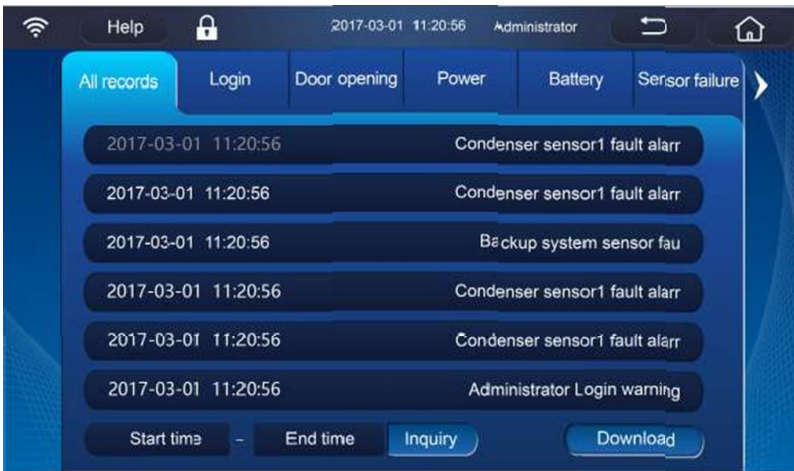 Help 2017-03-01 11:20:56 Administrator
All records Login Door opening Power Battery Sensor failure
2017-03-01 11:20:56 Condenser sensor1 fault alarr
2017-03-01 11:20:56 Condenser sensor1 fault alarr
2017-03-01 11:20:56 Backup system sensor fau
2017-03-01 11:20:56 Condenser sensor1 fault alarr
2017-03-01 11:20:56 Condenser sensor1 fault alarr
2017-03-01 11:20:56 Administrator Login warning
Start time - End time Inquiry Download